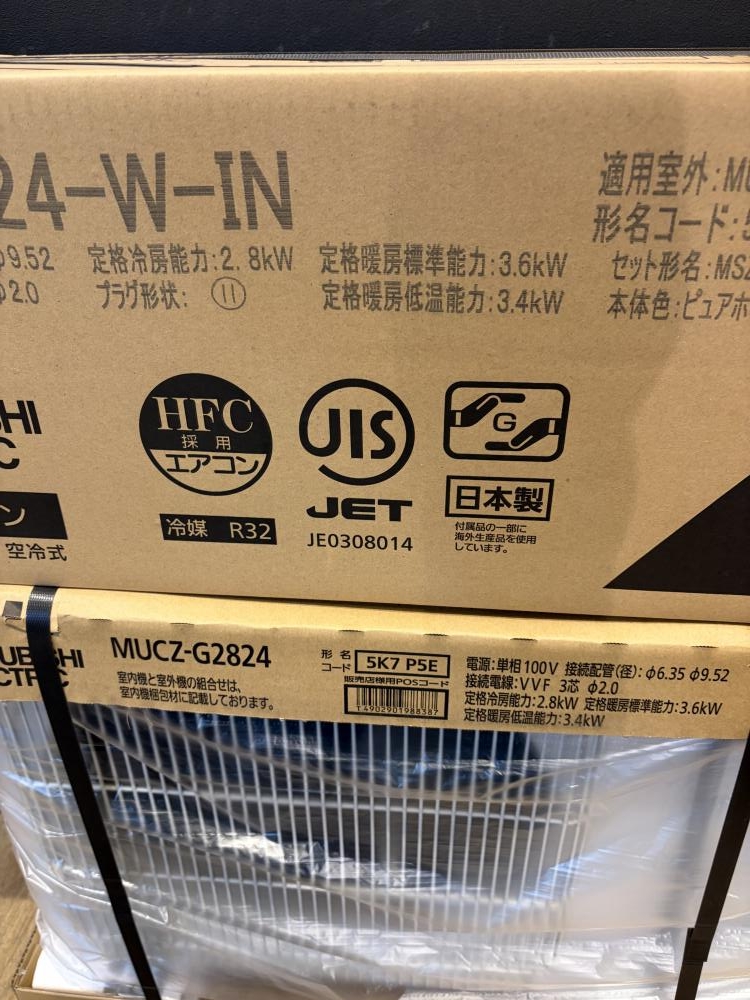 24-W-IN
適用室外:MU
形名コード:
φ9.52 定格冷房能力:2.8kW 定格暖房標準能力:3.6kW セット形名:MSZ
φ2.0 プラグ形状: ⑪ 定格暖房低温能力:3.4kW 本体色:ピュアホ
HFC
採用
エアコン
冷媒 R32
JIS
JET
JE0308014
G
日本製
付属品の一部に
海外生産品を使用
しています。
SHI
C
ン
空冷式
UBISHI
CTRIC
MUCZ-G2824
室内機と室外機の組合せは、
室内機梱包材に記載しております。
形名
コード
5K7 P5E
販売店様用POSコード
T4902901988387
電源:単相100V 接続配管(径):φ6.35 φ9.52
接続電線:VVF 3芯 φ2.0
定格冷房能力:2.8kW 定格暖房標準能力:3.6kW
定格暖房低温能力:3.4kW